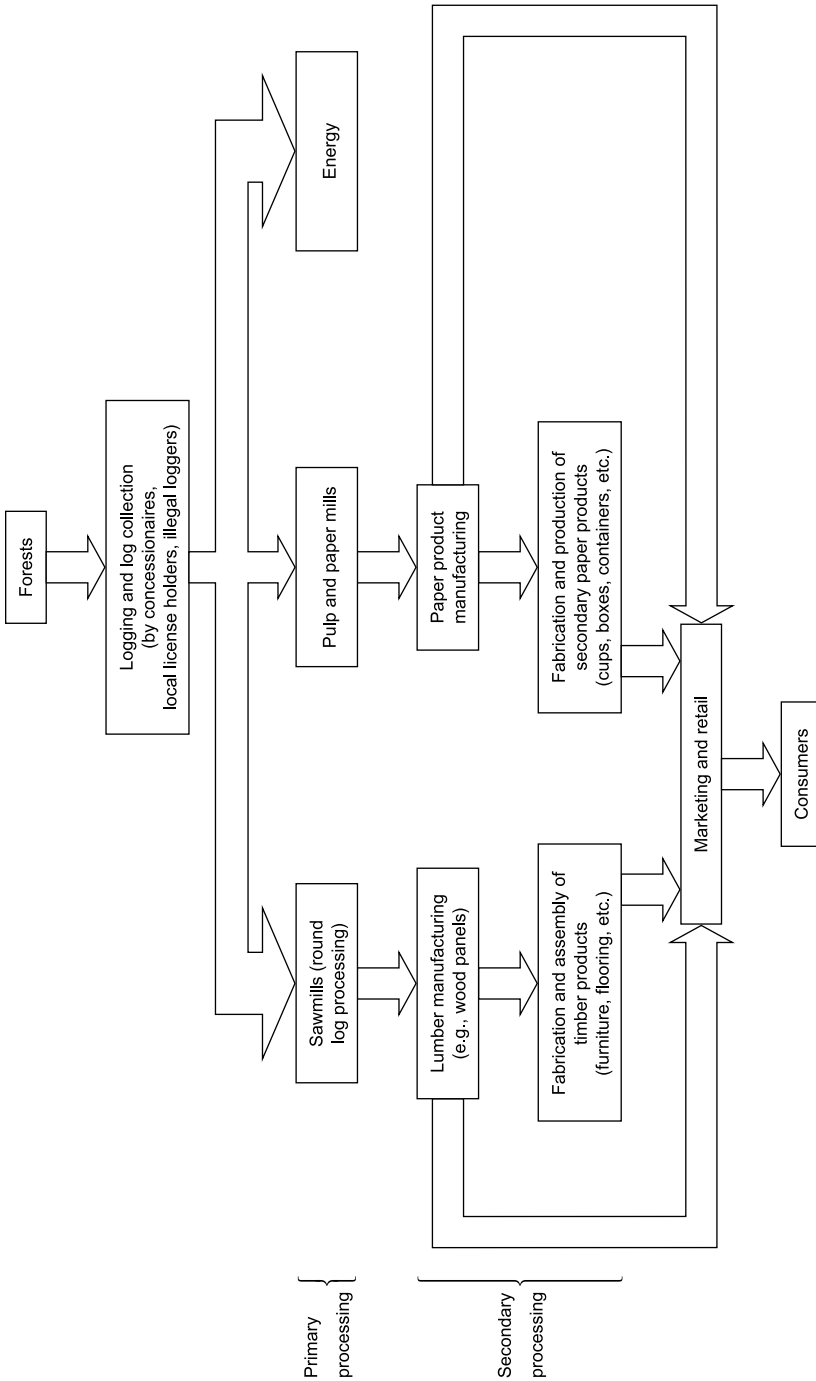 Forests
Logging and log collection
(by concessionaires,
local license holders, illegal loggers)
Primary
processing
Sawmills (round
log processing)
Pulp and paper mills
Energy
Secondary
processing
Lumber manufacturing
(e.g., wood panels)
Paper product
manufacturing
Fabrication and assembly of
timber products
(furniture, flooring, etc.)
Fabrication and production of
secondary paper products
(cups, boxes, containers, etc.)
Marketing and retail
Consumers